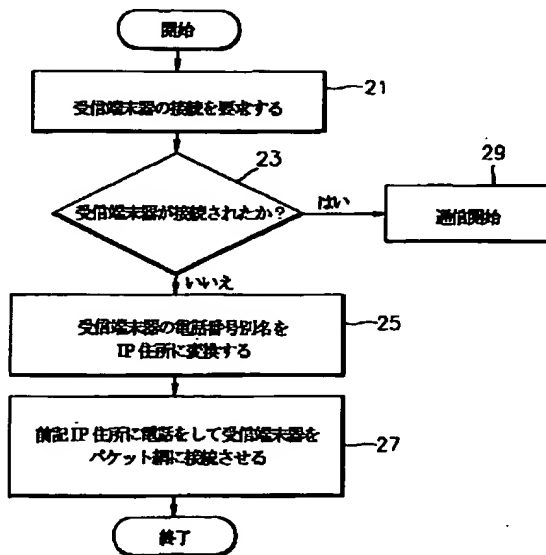 開始
受信端末器の接続を要求する
21
23
受信端末器が接続されたか?
はい
29
通信開始
いいえ
受信端末器の電話番号別名を
IP住所に変換する
25
前記IP住所に電話をして受信端末器を
パケット網に接続させる
27
終了